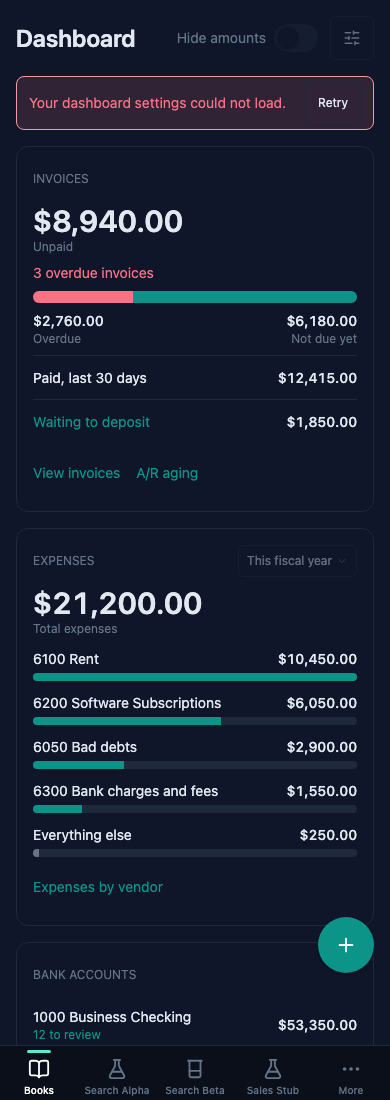 Dashboard
Hide amounts
Your dashboard settings could not load.
Retry
INVOICES
$8,940.00
Unpaid
3 overdue invoices
$2,760.00 $6,180.00
Overdue Not due yet
Paid, last 30 days $12,415.00
Waiting to deposit $1,850.00
View invoices A/R aging
EXPENSES This fiscal year
$21,200.00
Total expenses
6100 Rent $10,450.00
6200 Software Subscriptions $6,050.00
6050 Bad debts $2,900.00
6300 Bank charges and fees $1,550.00
Everything else $250.00
Expenses by vendor
BANK ACCOUNTS
1000 Business Checking $53,350.00
12 to review
Books Search Alpha Search Beta Sales Stub More